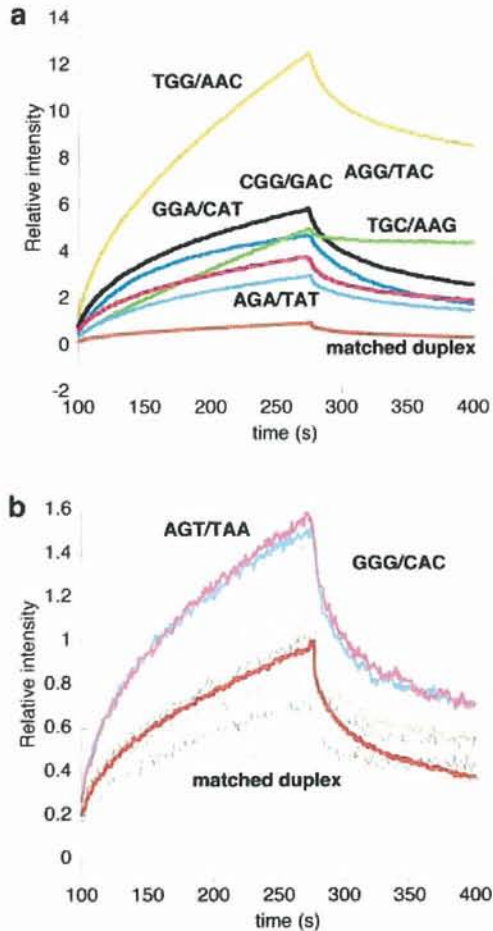 a
14
12
10
8
6
4
2
0
-2
Relative intensity
TGG/AAC
CGG/GAC
AGG/TAC
GGA/CAT
TGC/AAG
AGA/TAT
matched duplex
100 150 200 250 300 350 400
time (s)
b
1.6
1.4
1.2
1
0.8
0.6
0.4
0.2
0
Relative intensity
AGT/TAA
GGG/CAC
matched duplex
100 150 200 250 300 350 400
time (s)